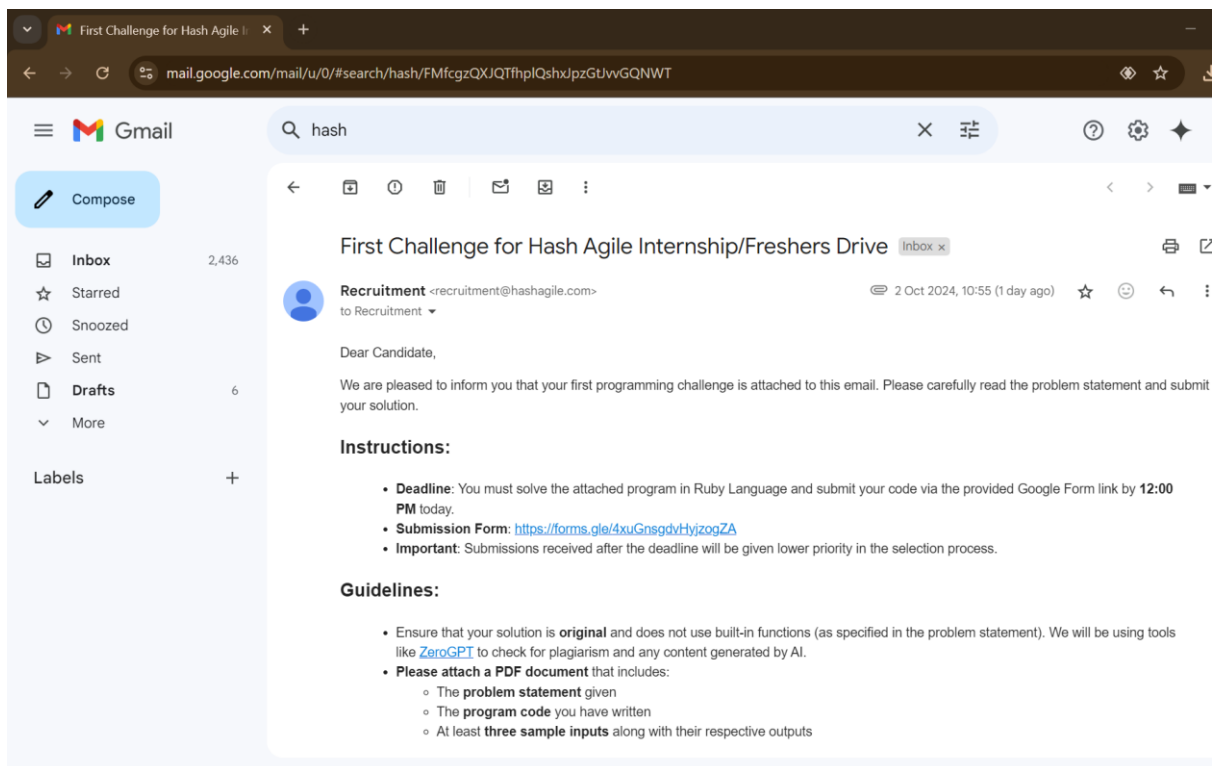 First Challenge for Hash Agile I
mail.google.com/mail/u/0/#search/hash/FMfcgzQXJQTfhplQshxJpzGtJvvGQNWT
Gmail
hash
Compose
Inbox 2,436
Starred
Snoozed
Sent
Drafts 6
More
Labels
First Challenge for Hash Agile Internship/Freshers Drive Inbox x
Recruitment <recruitment@hashagile.com> 2 Oct 2024, 10:55 (1 day ago)
to Recruitment
Dear Candidate,
We are pleased to inform you that your first programming challenge is attached to this email. Please carefully read the problem statement and submit
your solution.
Instructions:
• Deadline: You must solve the attached program in Ruby Language and submit your code via the provided Google Form link by 12:00
PM today.
• Submission Form: https://forms.gle/4xuGnsgdvHyjzogZA
• Important: Submissions received after the deadline will be given lower priority in the selection process.
Guidelines:
• Ensure that your solution is original and does not use built-in functions (as specified in the problem statement). We will be using tools
like ZeroGPT to check for plagiarism and any content generated by AI.
• Please attach a PDF document that includes:
◦ The problem statement given
◦ The program code you have written
◦ At least three sample inputs along with their respective outputs